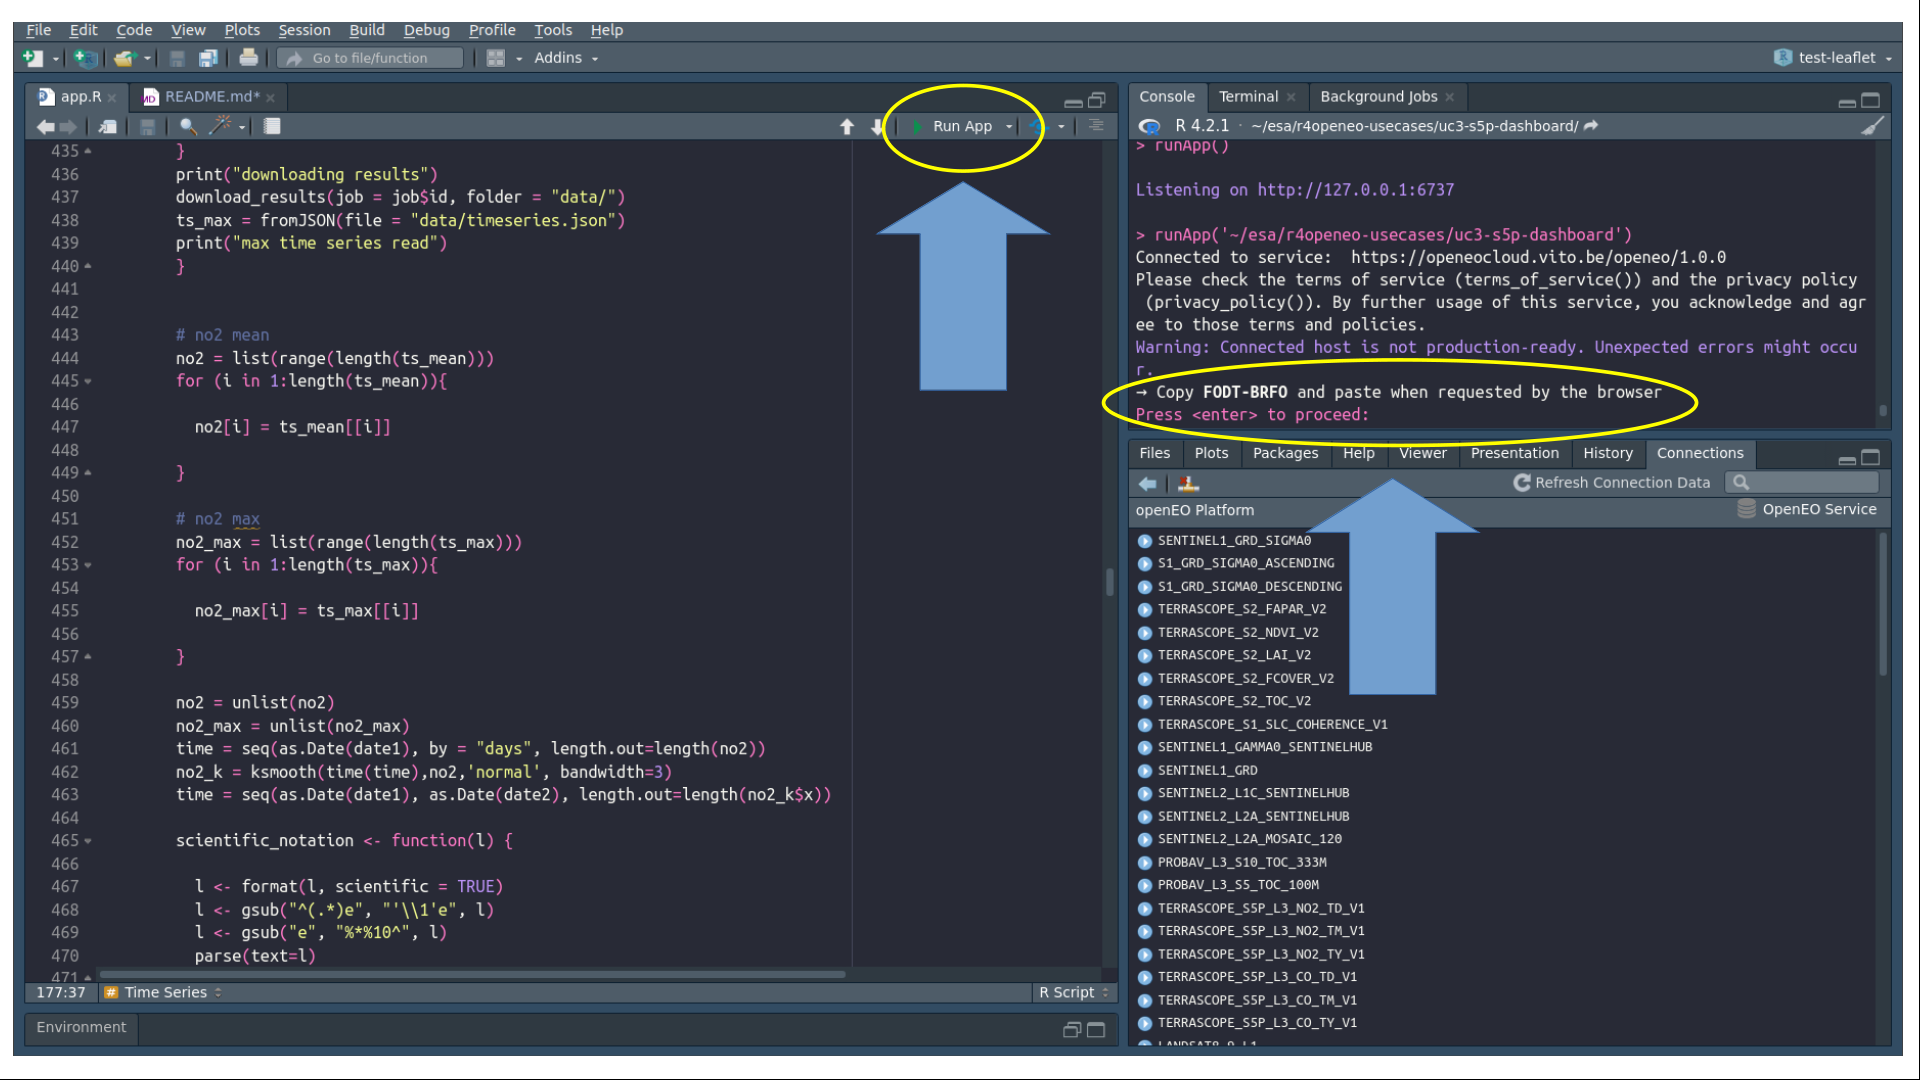 File Edit Code View Plots Session Build Debug Profile Tools Help
Go to file/function Addins test-leaflet
app.R README.md*
Run App
435 }
436 print("downloading results")
437 download_results(job = job$id, folder = "data/")
438 ts_max = fromJSON(file = "data/timeseries.json")
439 print("max time series read")
440 }
441
442
443 # no2 mean
444 no2 = list(range(length(ts_mean)))
445 for (i in 1:length(ts_mean)){
446
447 no2[i] = ts_mean[[i]]
448
449 }
450
451 # no2 max
452 no2_max = list(range(length(ts_max)))
453 for (i in 1:length(ts_max)){
454
455 no2_max[i] = ts_max[[i]]
456
457 }
458
459 no2 = unlist(no2)
460 no2_max = unlist(no2_max)
461 time = seq(as.Date(date1), by = "days", length.out=length(no2))
462 no2_k = ksmooth(time(time),no2,'normal', bandwidth=3)
463 time = seq(as.Date(date1), as.Date(date2), length.out=length(no2_k$x))
464
465 scientific_notation <- function(l) {
466
467 l <- format(l, scientific = TRUE)
468 l <- gsub("^(.*)e", "'\\1'e", l)
469 l <- gsub("e", "%*%10^", l)
470 parse(text=l)
471
177:37 # Time Series R Script
Environment
Console Terminal Background Jobs
R 4.2.1 · ~/esa/r4openeo-usecases/uc3-s5p-dashboard/
> runApp()
Listening on http://127.0.0.1:6737
> runApp('~/esa/r4openeo-usecases/uc3-s5p-dashboard')
Connected to service:  https://openeocloud.vito.be/openeo/1.0.0
Please check the terms of service (terms_of_service()) and the privacy policy
(privacy_policy()). By further usage of this service, you acknowledge and agr
ee to those terms and policies.
Warning: Connected host is not production-ready. Unexpected errors might occu
r.
→ Copy FODT-BRFO and paste when requested by the browser
Press <enter> to proceed:
Files Plots Packages Help Viewer Presentation History Connections
Refresh Connection Data
openEO Platform OpenEO Service
SENTINEL1_GRD_SIGMA0
S1_GRD_SIGMA0_ASCENDING
S1_GRD_SIGMA0_DESCENDING
TERRASCOPE_S2_FAPAR_V2
TERRASCOPE_S2_NDVI_V2
TERRASCOPE_S2_LAI_V2
TERRASCOPE_S2_FCOVER_V2
TERRASCOPE_S2_TOC_V2
TERRASCOPE_S1_SLC_COHERENCE_V1
SENTINEL1_GAMMA0_SENTINELHUB
SENTINEL1_GRD
SENTINEL2_L1C_SENTINELHUB
SENTINEL2_L2A_SENTINELHUB
SENTINEL2_L2A_MOSAIC_120
PROBAV_L3_S10_TOC_333M
PROBAV_L3_S5_TOC_100M
TERRASCOPE_S5P_L3_NO2_TD_V1
TERRASCOPE_S5P_L3_NO2_TM_V1
TERRASCOPE_S5P_L3_NO2_TY_V1
TERRASCOPE_S5P_L3_CO_TD_V1
TERRASCOPE_S5P_L3_CO_TM_V1
TERRASCOPE_S5P_L3_CO_TY_V1